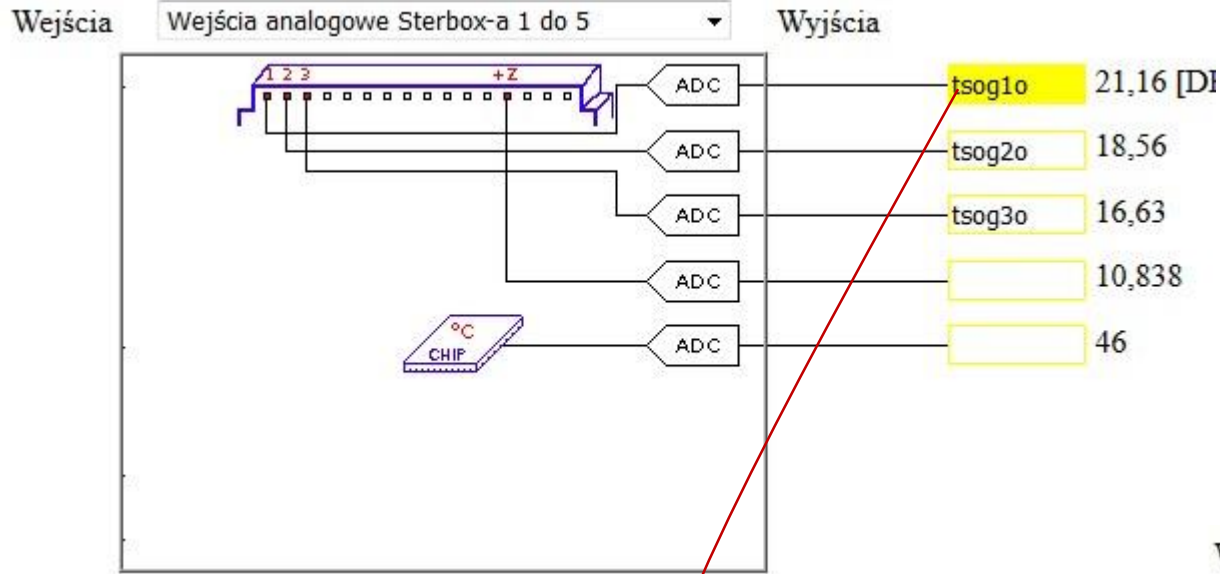 Wejścia Wejścia analogowe Sterbox-a 1 do 5 Wyjścia
1 2 3 +Z
ADC tsog1o 21,16
ADC tsog2o 18,56
ADC tsog3o 16,63
ADC 10,838
°C
CHIP
ADC 46